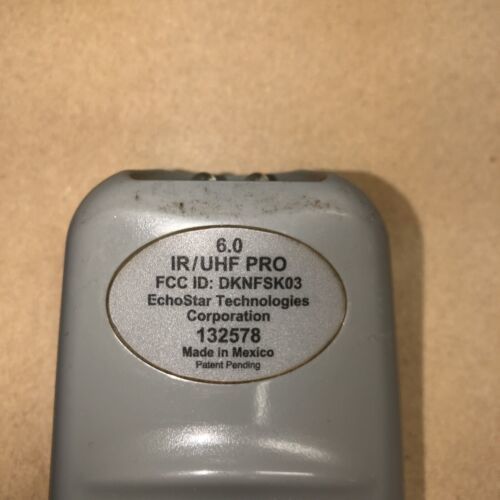 6.0
IR/UHF PRO
FCC ID: DKNFSK03
EchoStar Technologies
Corporation
132578
Made in Mexico
Patent Pending